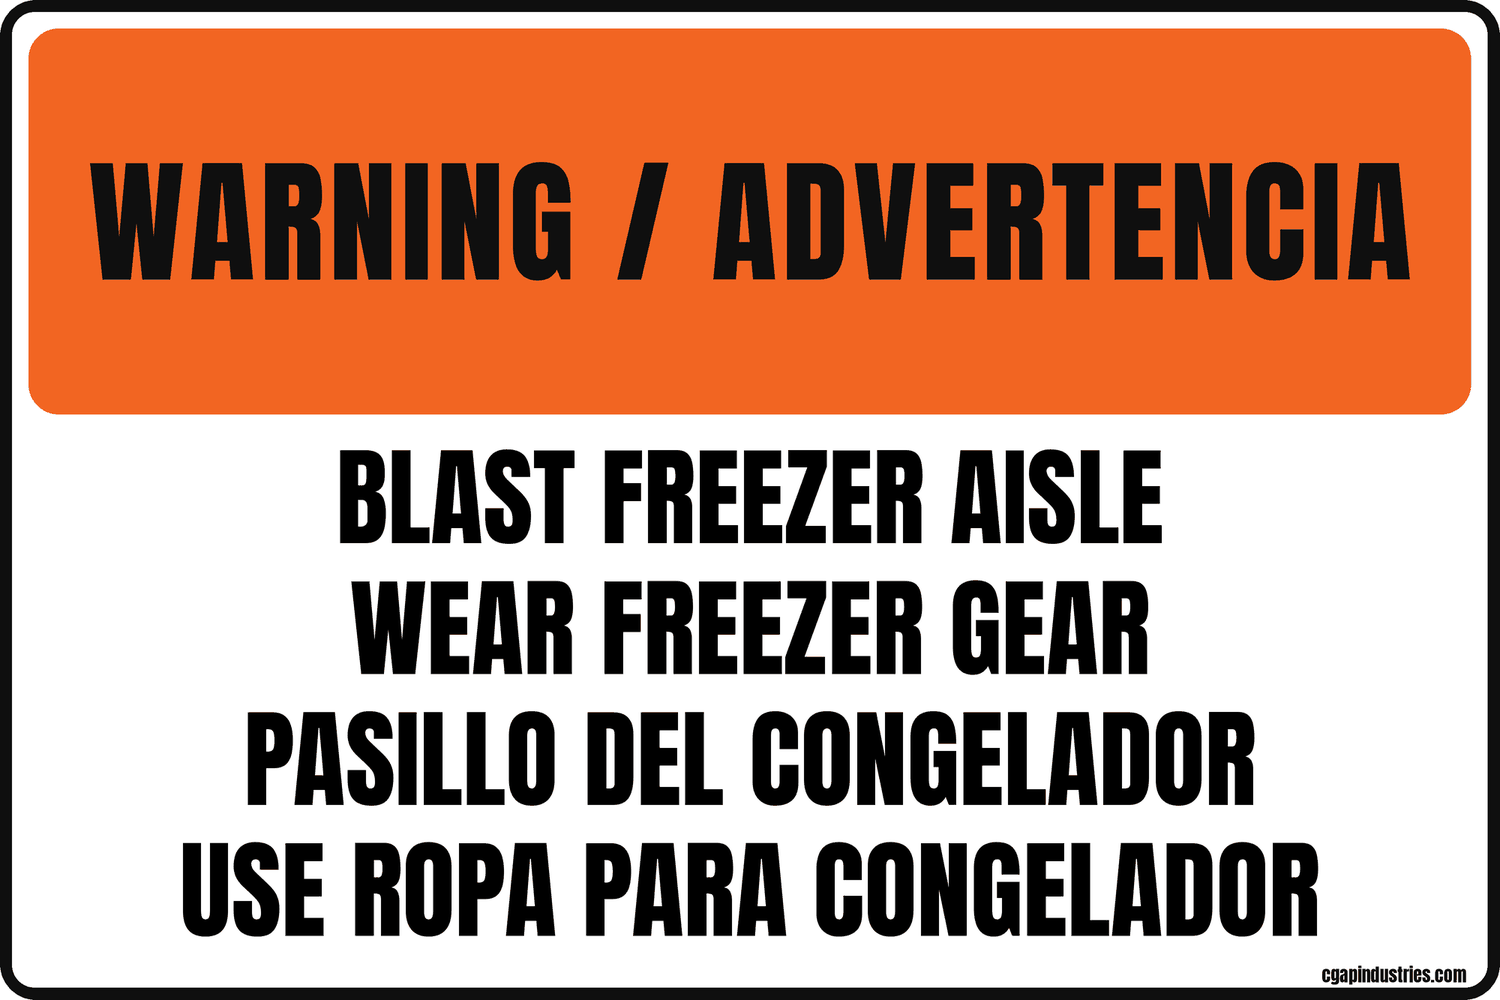 WARNING / ADVERTENCIA
BLAST FREEZER AISLE
WEAR FREEZER GEAR
PASILLO DEL CONGELADOR
USE ROPA PARA CONGELADOR
cgapindustries.com